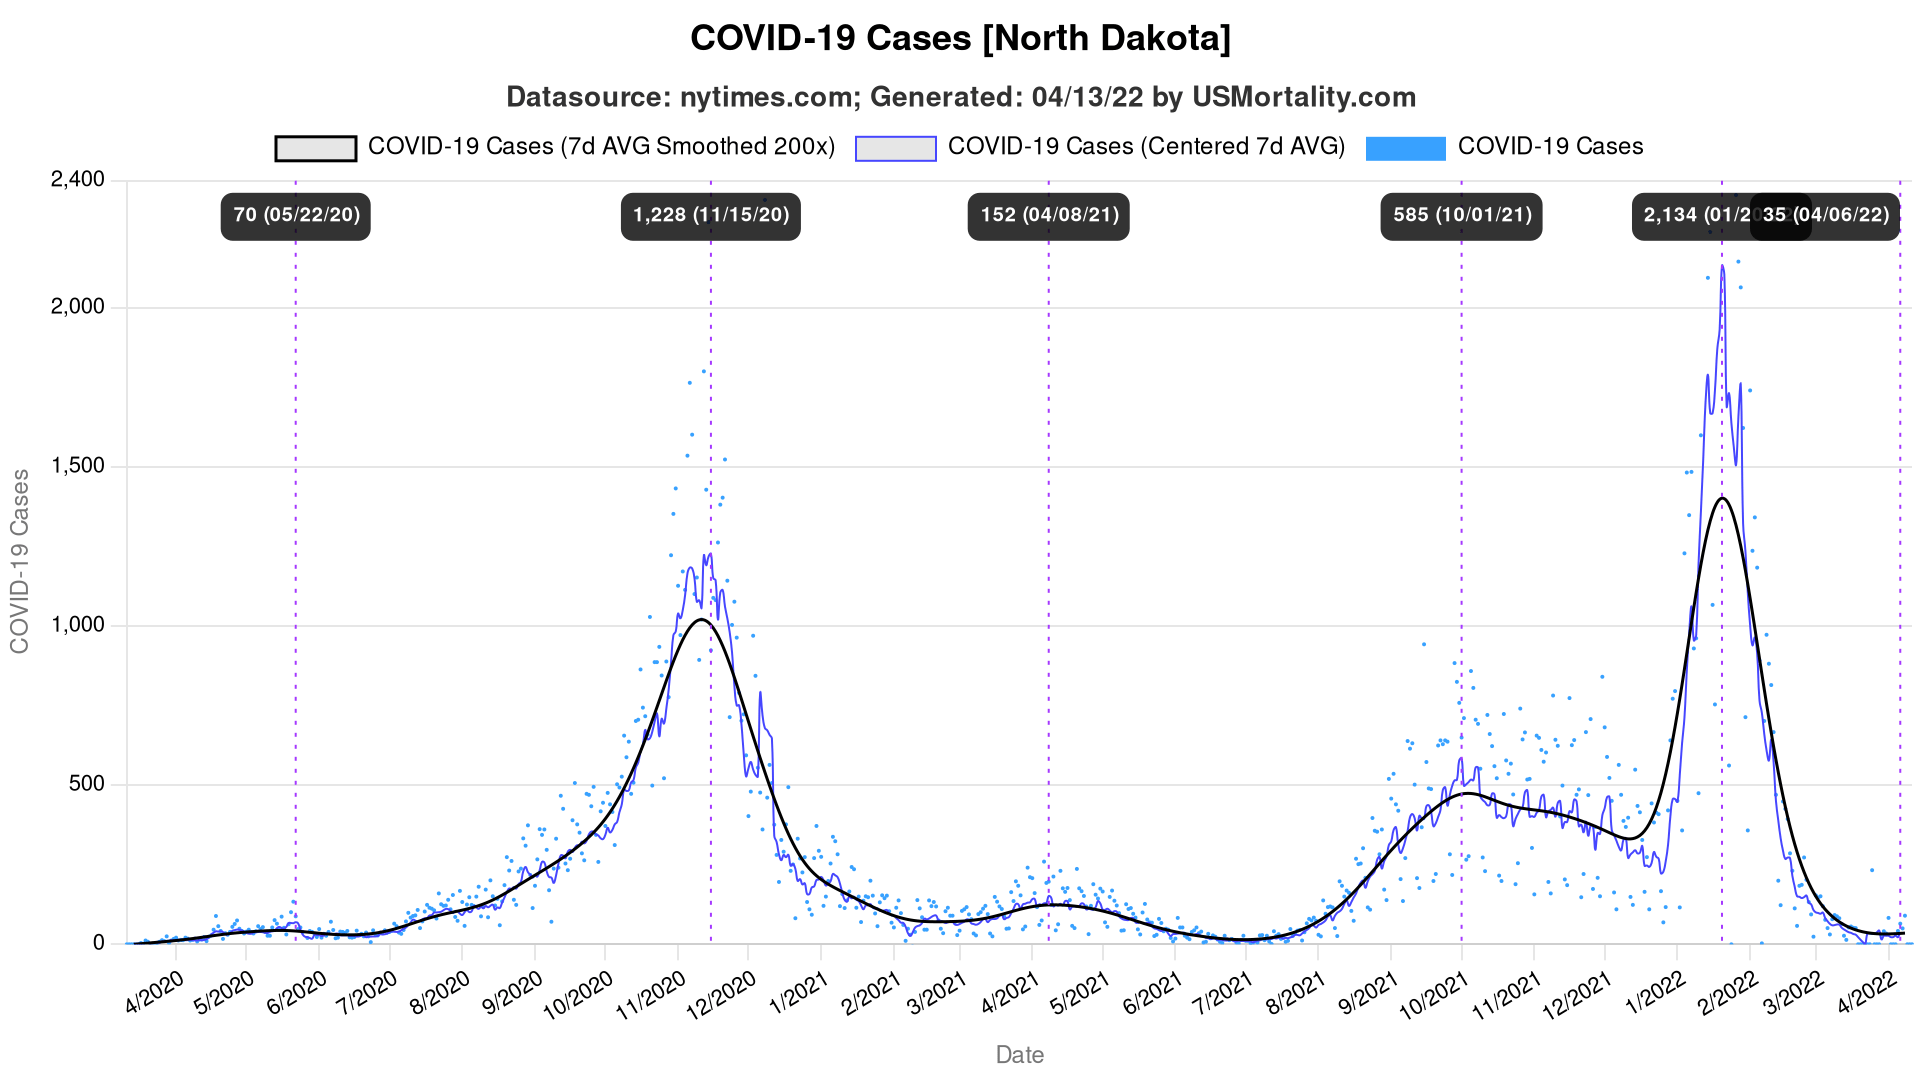 COVID-19 Cases [North Dakota]
Datasource: nytimes.com; Generated: 04/13/22 by USMortality.com
COVID-19 Cases (7d AVG Smoothed 200x) COVID-19 Cases (Centered 7d AVG) COVID-19 Cases
70 (05/22/20) 1,228 (11/15/20) 152 (04/08/21) 585 (10/01/21) 2,134 35 (04/06/22)
2,400
2,000
1,500
1,000
500
0
COVID-19 Cases
4/2020 5/2020 6/2020 7/2020 8/2020 9/2020 10/2020 11/2020 12/2020 1/2021 2/2021 3/2021 4/2021 5/2021 6/2021 7/2021 8/2021 9/2021 10/2021 11/2021 12/2021 1/2022 2/2022 3/2022 4/2022
Date